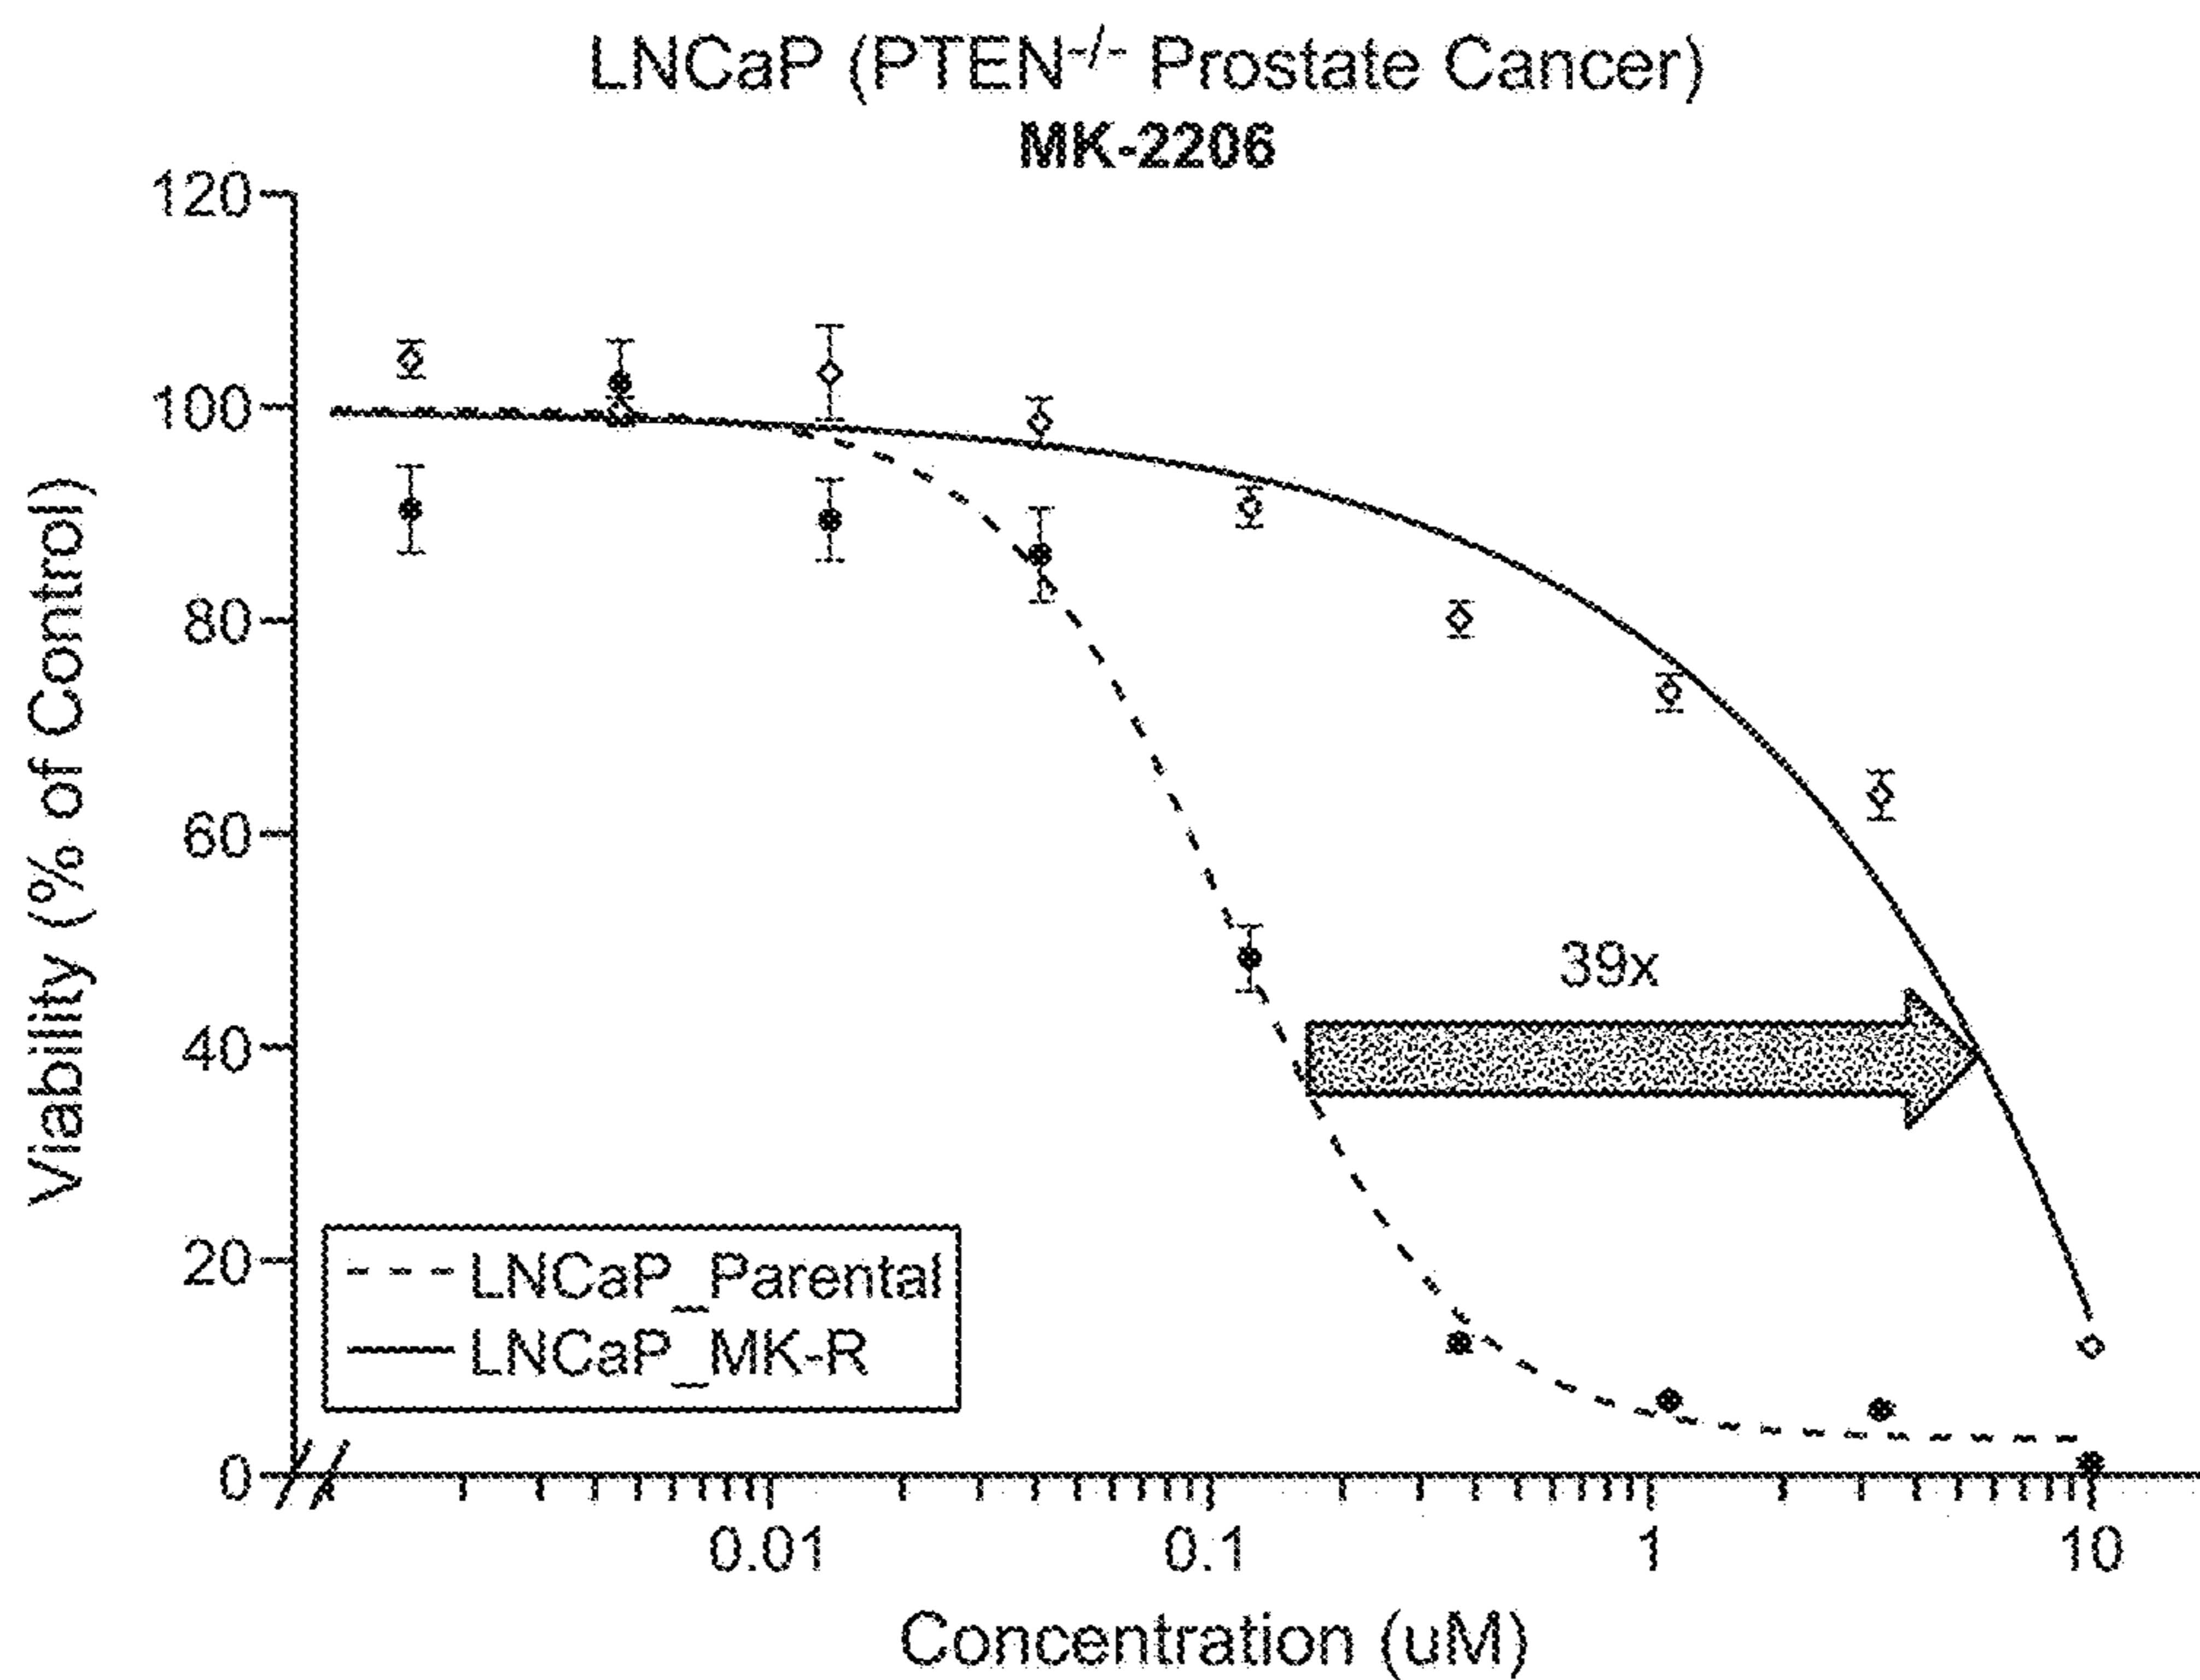 LNCaP (PTEN-/- Prostate Cancer)
MK-2206
120
100
80
60
40
20
0
Viability (% of Control)
39x
LNCaP_Parental
LNCaP_MK-R
0.01
0.1
1
10
Concentration (uM)